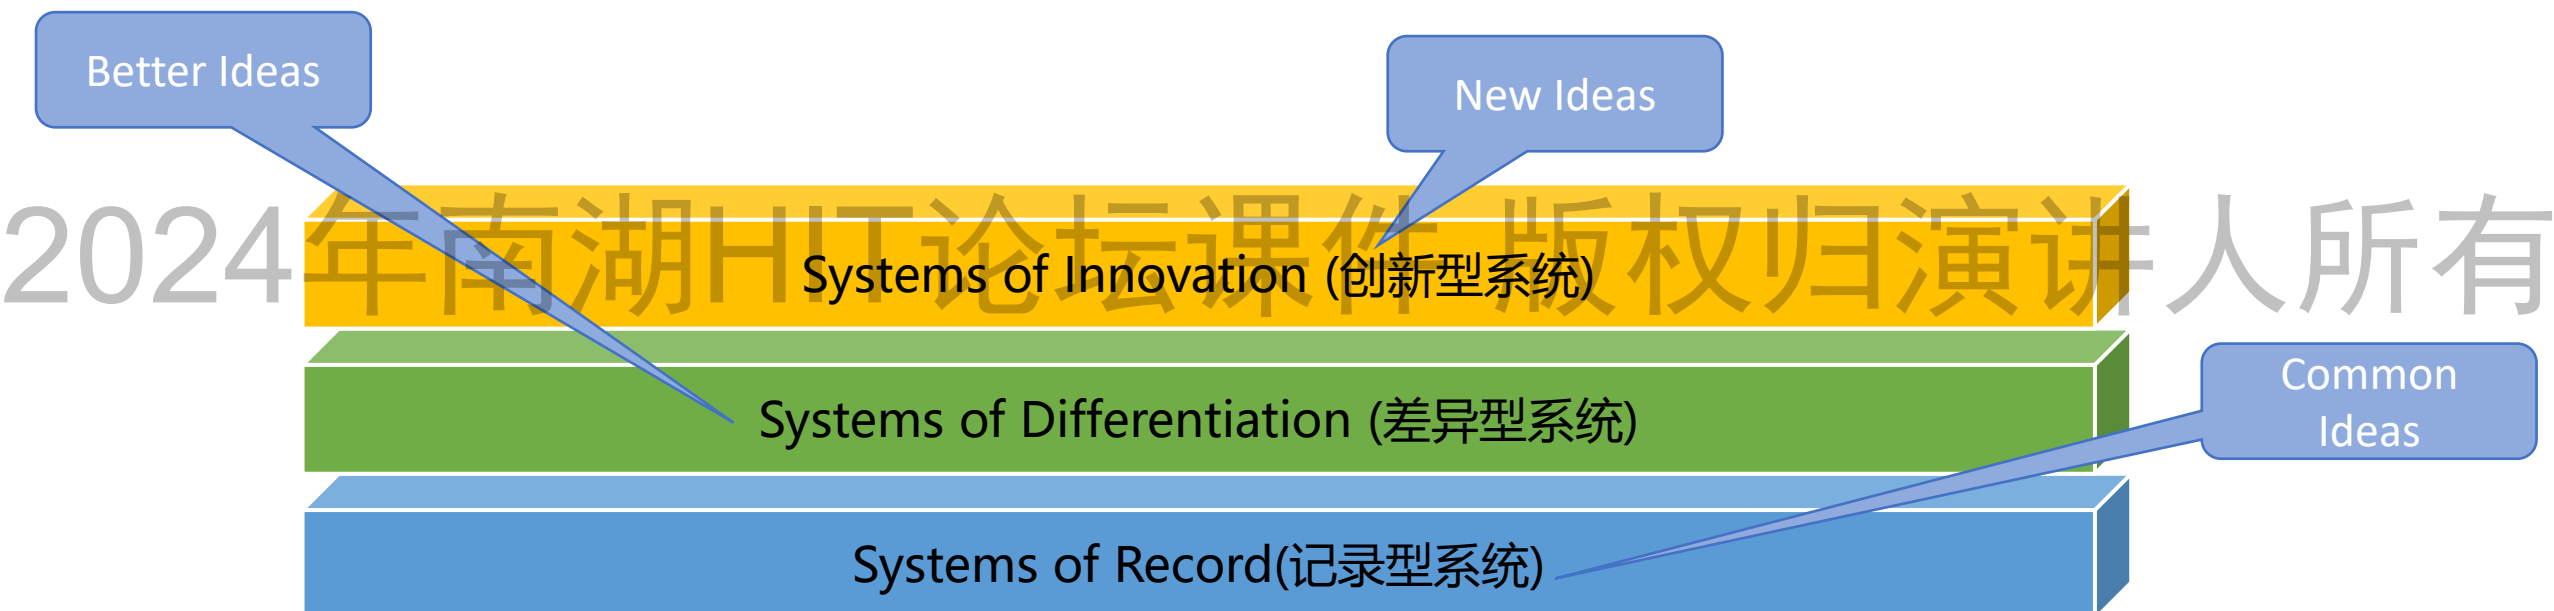 Better Ideas
New Ideas
2024年南湖HIT论坛课件 版权归演讲人所有
Systems of Innovation (创新型系统)
Common
Ideas
Systems of Differentiation (差异型系统)
Systems of Record(记录型系统)